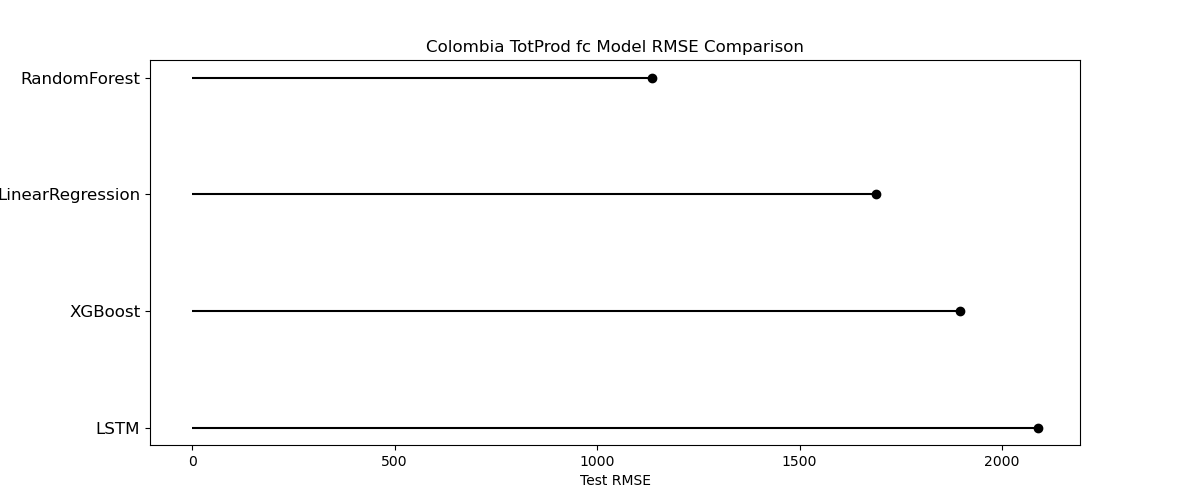 Colombia TotProd fc Model RMSE Comparison
RandomForest
LinearRegression
XGBoost
LSTM
0 500 1000 1500 2000
Test RMSE